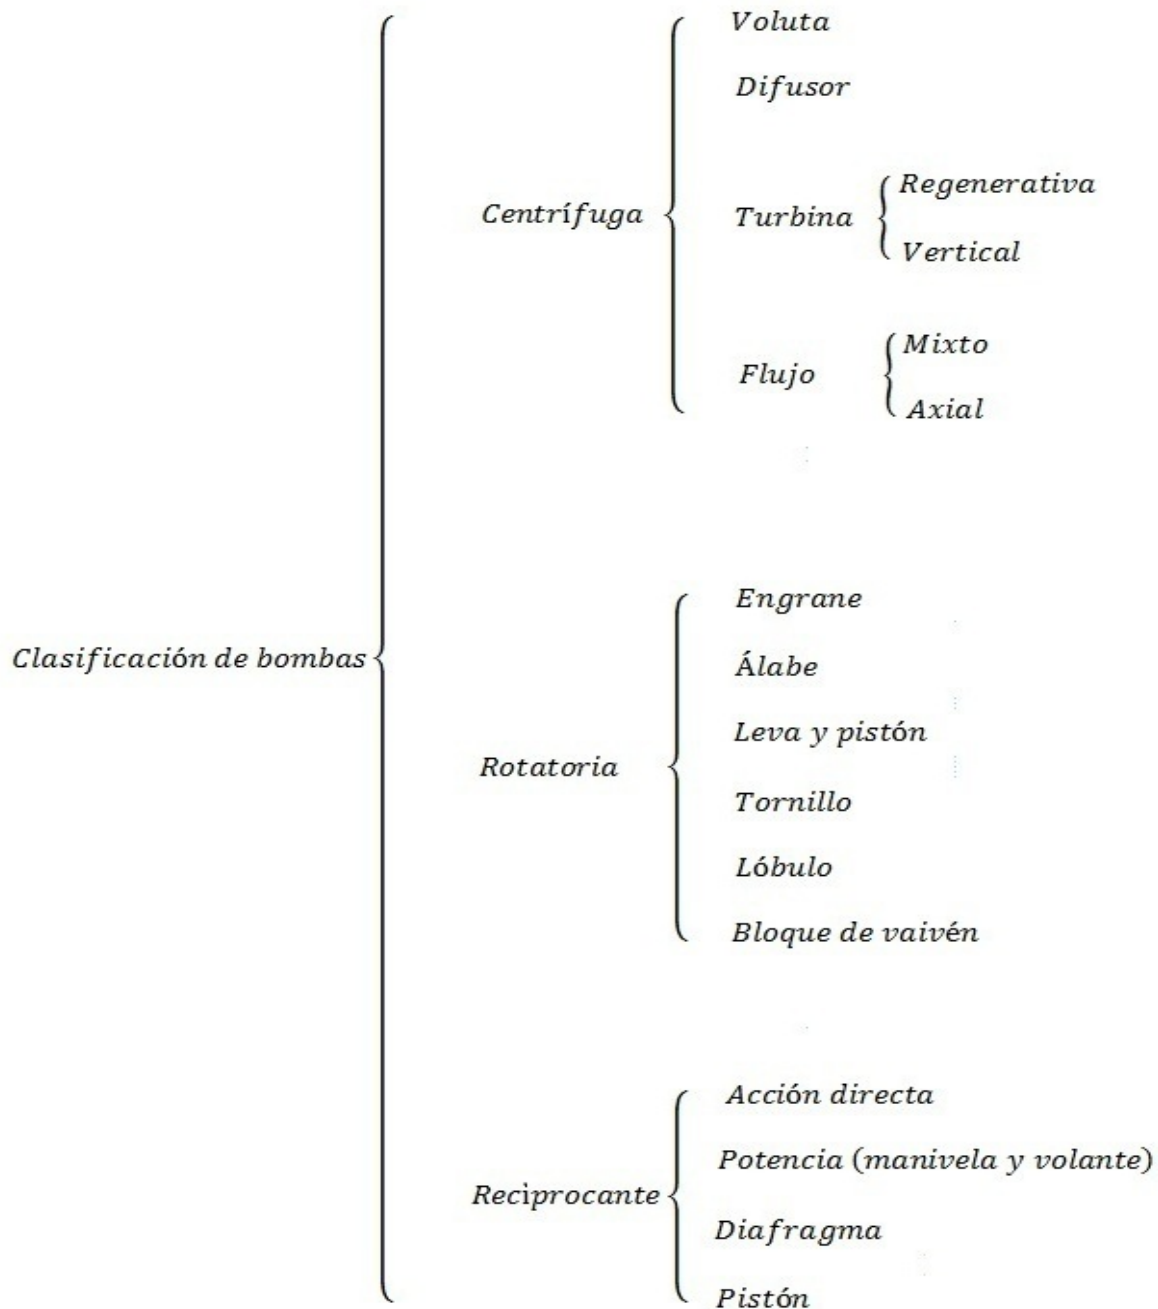 Clasificación de bombas
Centrífuga
Voluta
Difusor
Turbina
Regenerativa
Vertical
Flujo
Mixto
Axial
Rotatoria
Engrane
Álabe
Leva y pistón
Tornillo
Lóbulo
Bloque de vaivén
Recìprocante
Acción directa
Potencia (manivela y volante)
Diafragma
Pistón